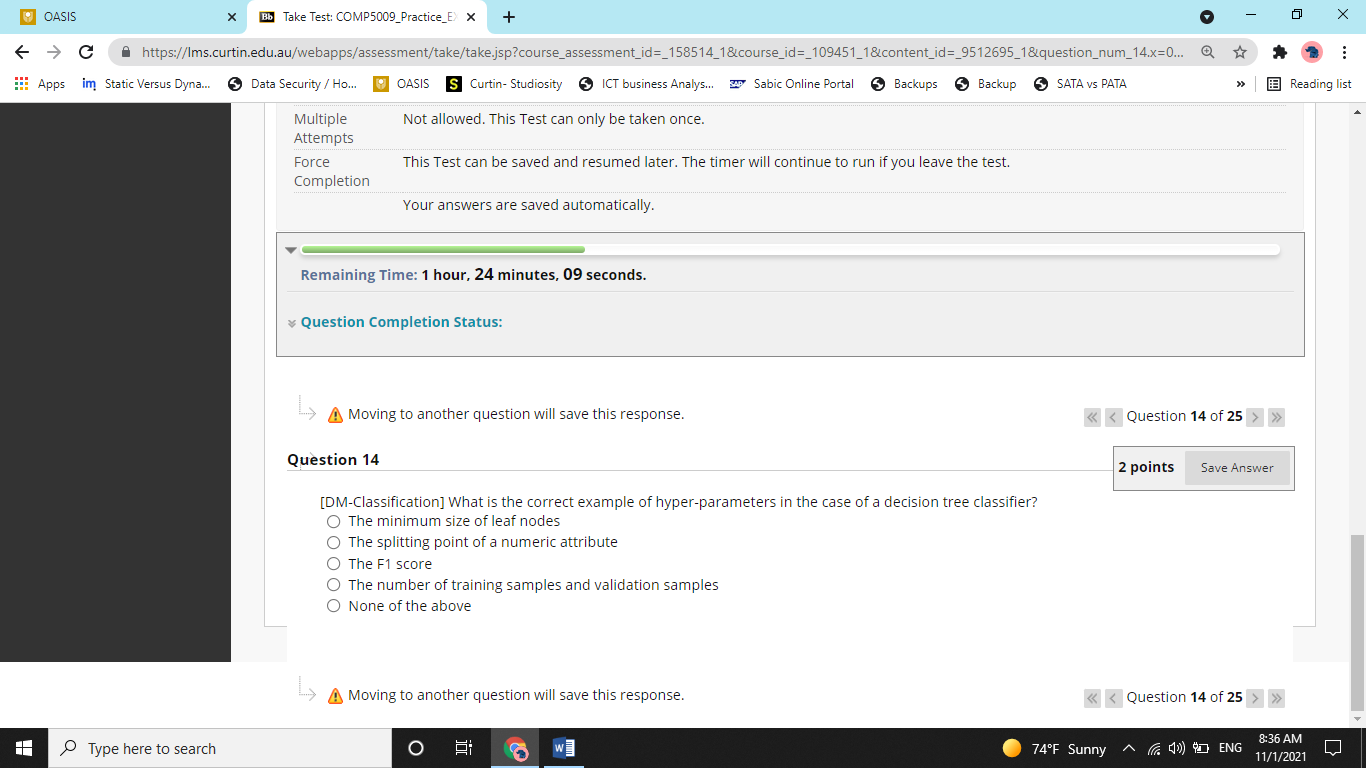 OASIS
Take Test: COMP5009_Practice_E
https://lms.curtin.edu.au/webapps/assessment/take/take.jsp?course_assessment_id=_158514_1&course_id=_109451_1&content_id=_9512695_1&question_num_14.x=0...
Apps Static Versus Dyna... Data Security / Ho... OASIS Curtin- Studiosity ICT business Analys... Sabic Online Portal Backups Backup SATA vs PATA » Reading list
Multiple Attempts Not allowed. This Test can only be taken once.
Force Completion This Test can be saved and resumed later. The timer will continue to run if you leave the test.
Your answers are saved automatically.
Remaining Time: 1 hour, 24 minutes, 09 seconds.
Question Completion Status:
Moving to another question will save this response. Question 14 of 25
Question 14
2 points Save Answer
[DM-Classification] What is the correct example of hyper-parameters in the case of a decision tree classifier?
The minimum size of leaf nodes
The splitting point of a numeric attribute
The F1 score
The number of training samples and validation samples
None of the above
Moving to another question will save this response. Question 14 of 25
Type here to search 74°F Sunny ENG 8:36 AM
11/1/2021